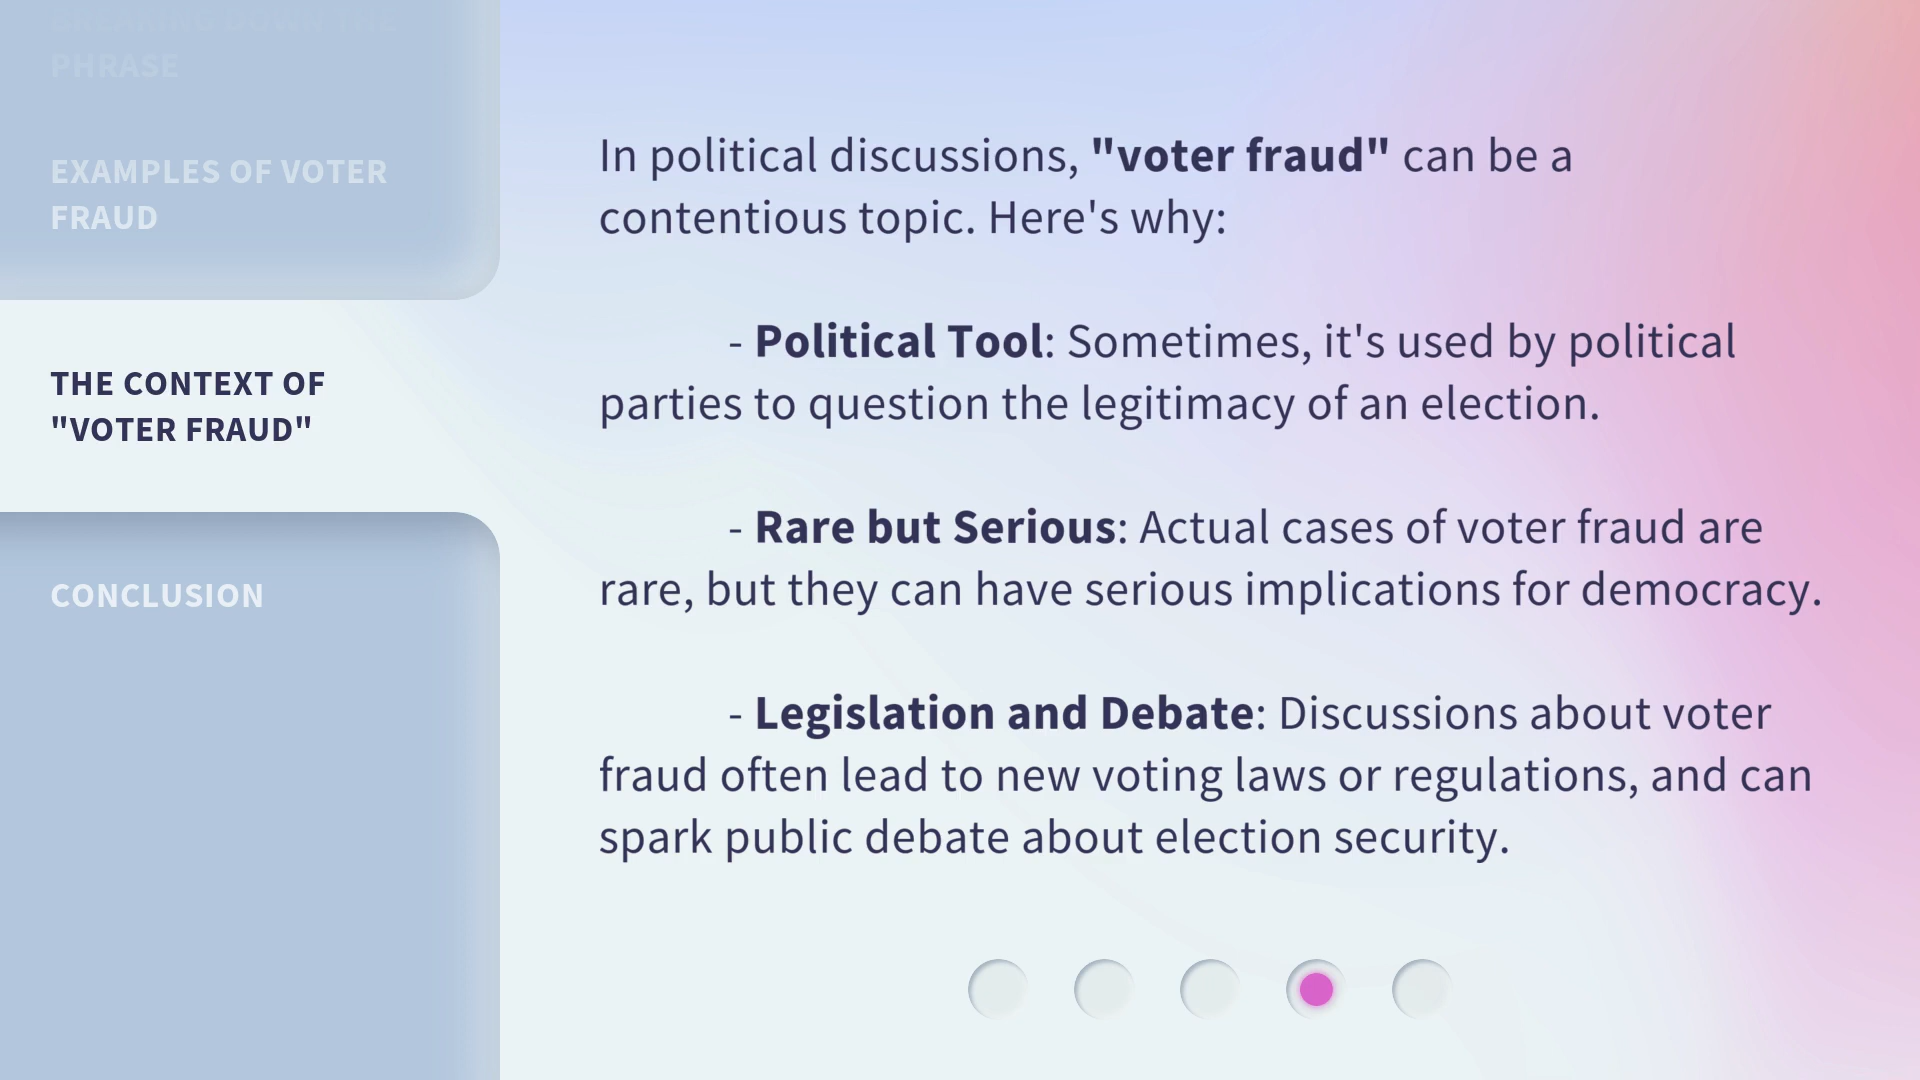 BREAKING DOWN THE
PHRASE
EXAMPLES OF VOTER
FRAUD
THE CONTEXT OF
"VOTER FRAUD"
CONCLUSION
In political discussions, "voter fraud" can be a
contentious topic. Here's why:
- Political Tool: Sometimes, it's used by political
parties to question the legitimacy of an election.
- Rare but Serious: Actual cases of voter fraud are
rare, but they can have serious implications for democracy.
- Legislation and Debate: Discussions about voter
fraud often lead to new voting laws or regulations, and can
spark public debate about election security.